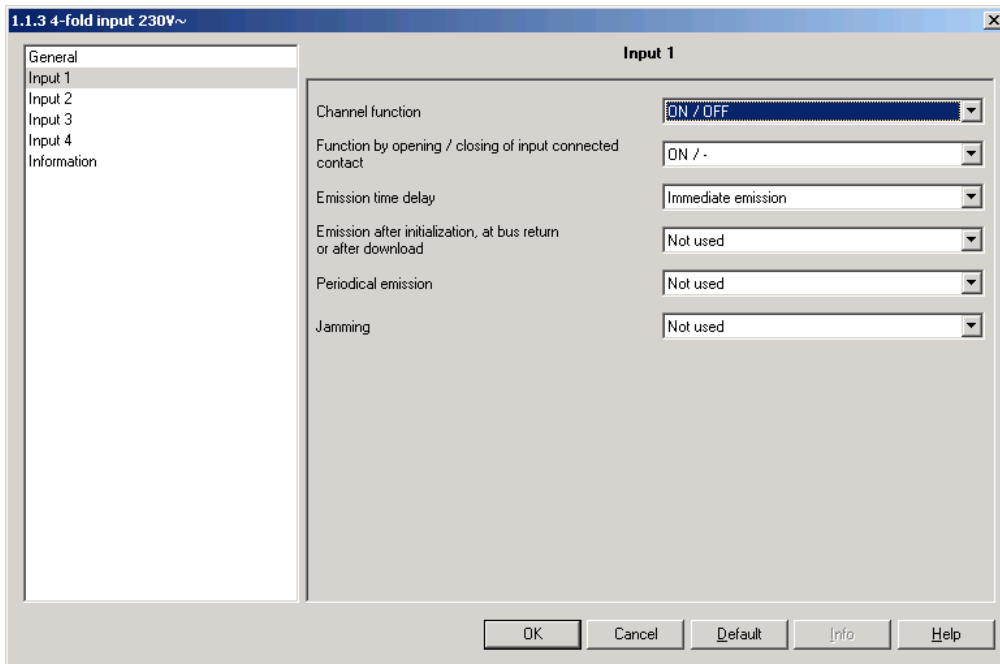 1.1.3 4-fold input 230V~
General
Input 1
Input 2
Input 3
Input 4
Information
Input 1
Channel function
ON / OFF
Function by opening / closing of input connected
contact
ON / -
Emission time delay
Immediate emission
Emission after initialization, at bus return
or after download
Not used
Periodical emission
Not used
Jamming
Not used
OK
Cancel
Default
Info
Help